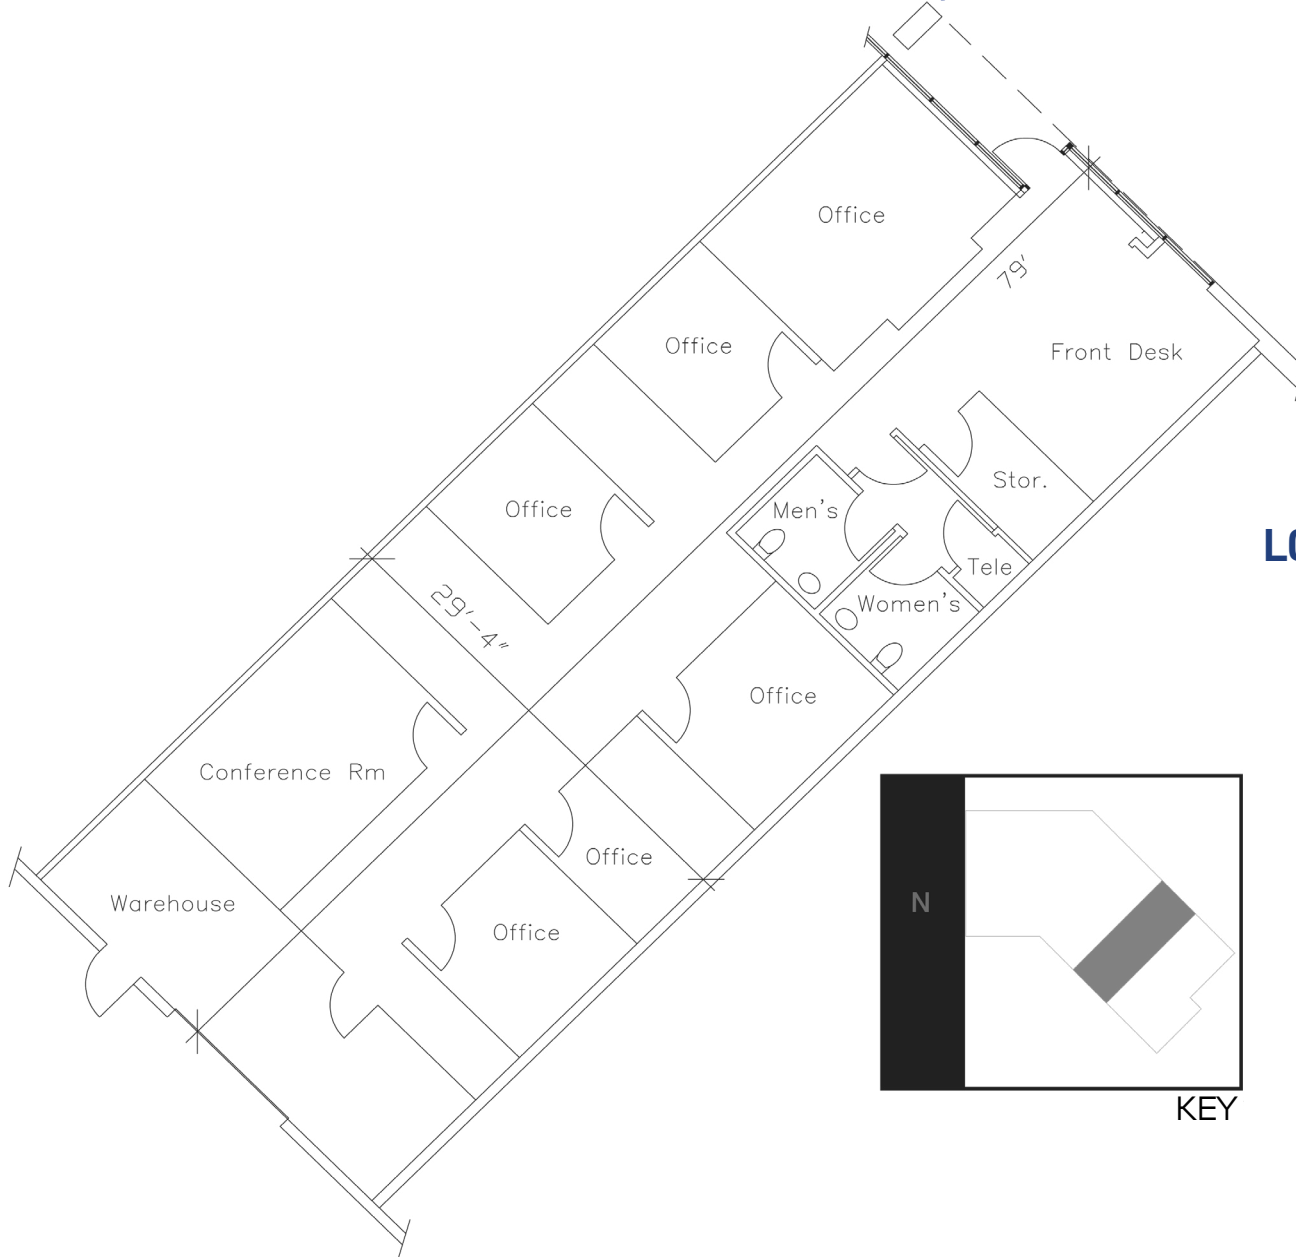 Office
79'
Office
Front Desk
Stor.
Office
Men's
Tele
Women's
29'-4"
Office
Conference Rm
Office
Warehouse
Office
N
KEY